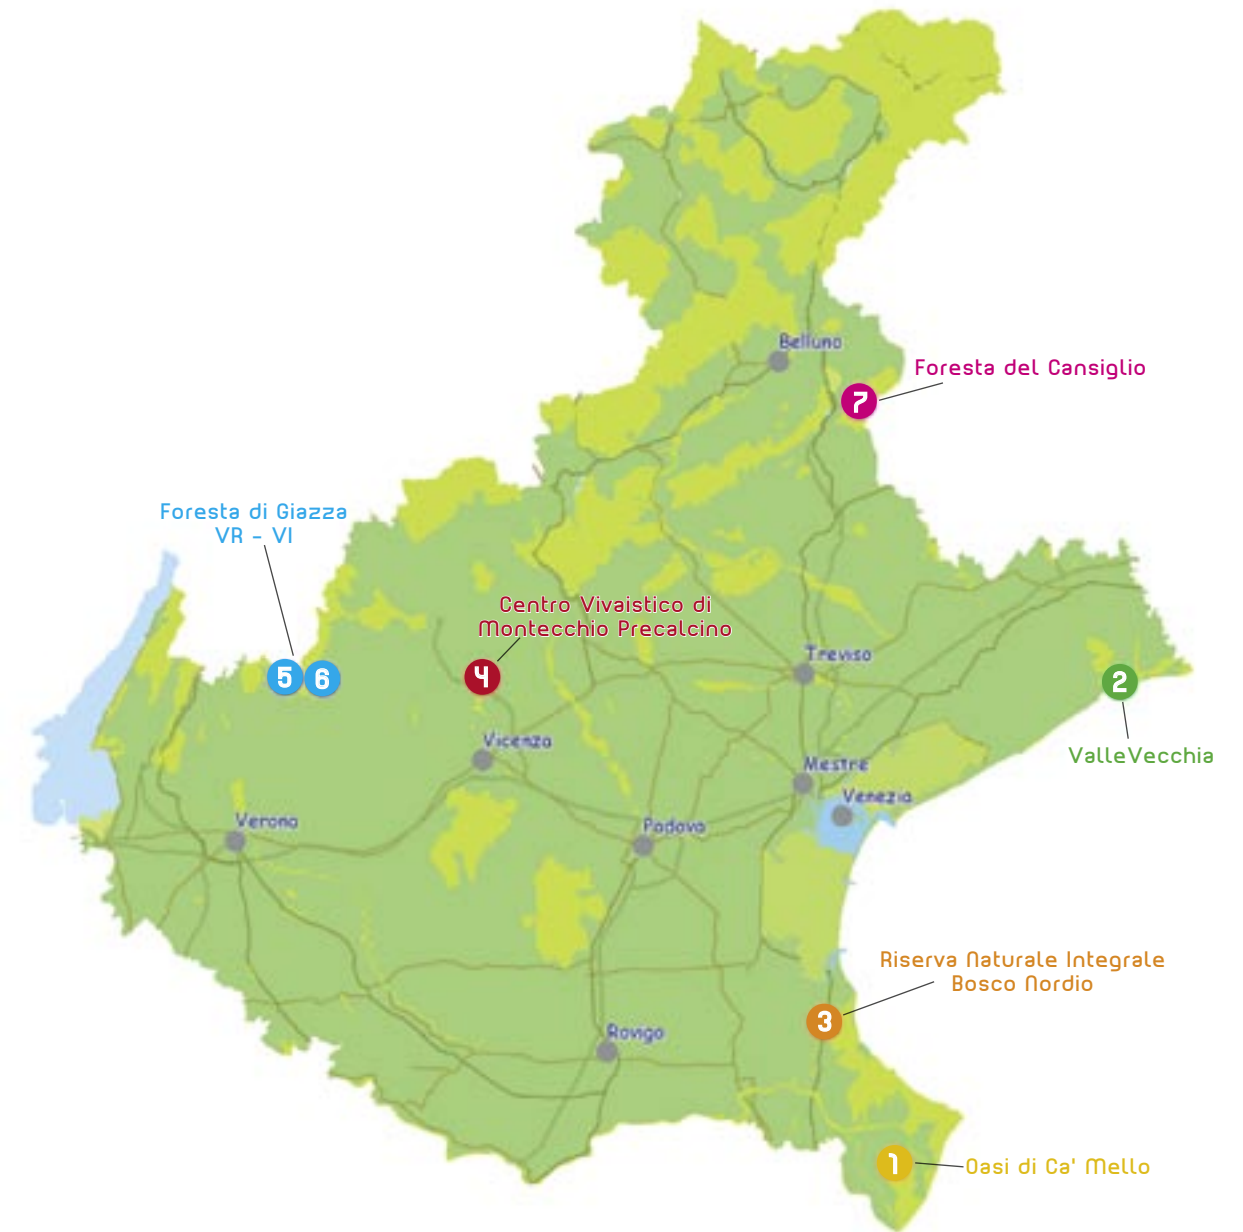 Belluno
Foresta del Cansiglio
7
Foresta di Giazza
VR - VI
Centro Vivaistico di
Montecchio Precalcino
5
6
4
Treviso
2
ValleVecchia
Vicenza
Mestre
Venezia
Verona
Padova
Riserva Naturale Integrale
Bosco Nordio
3
Rovigo
1
Oasi di Ca' Mello